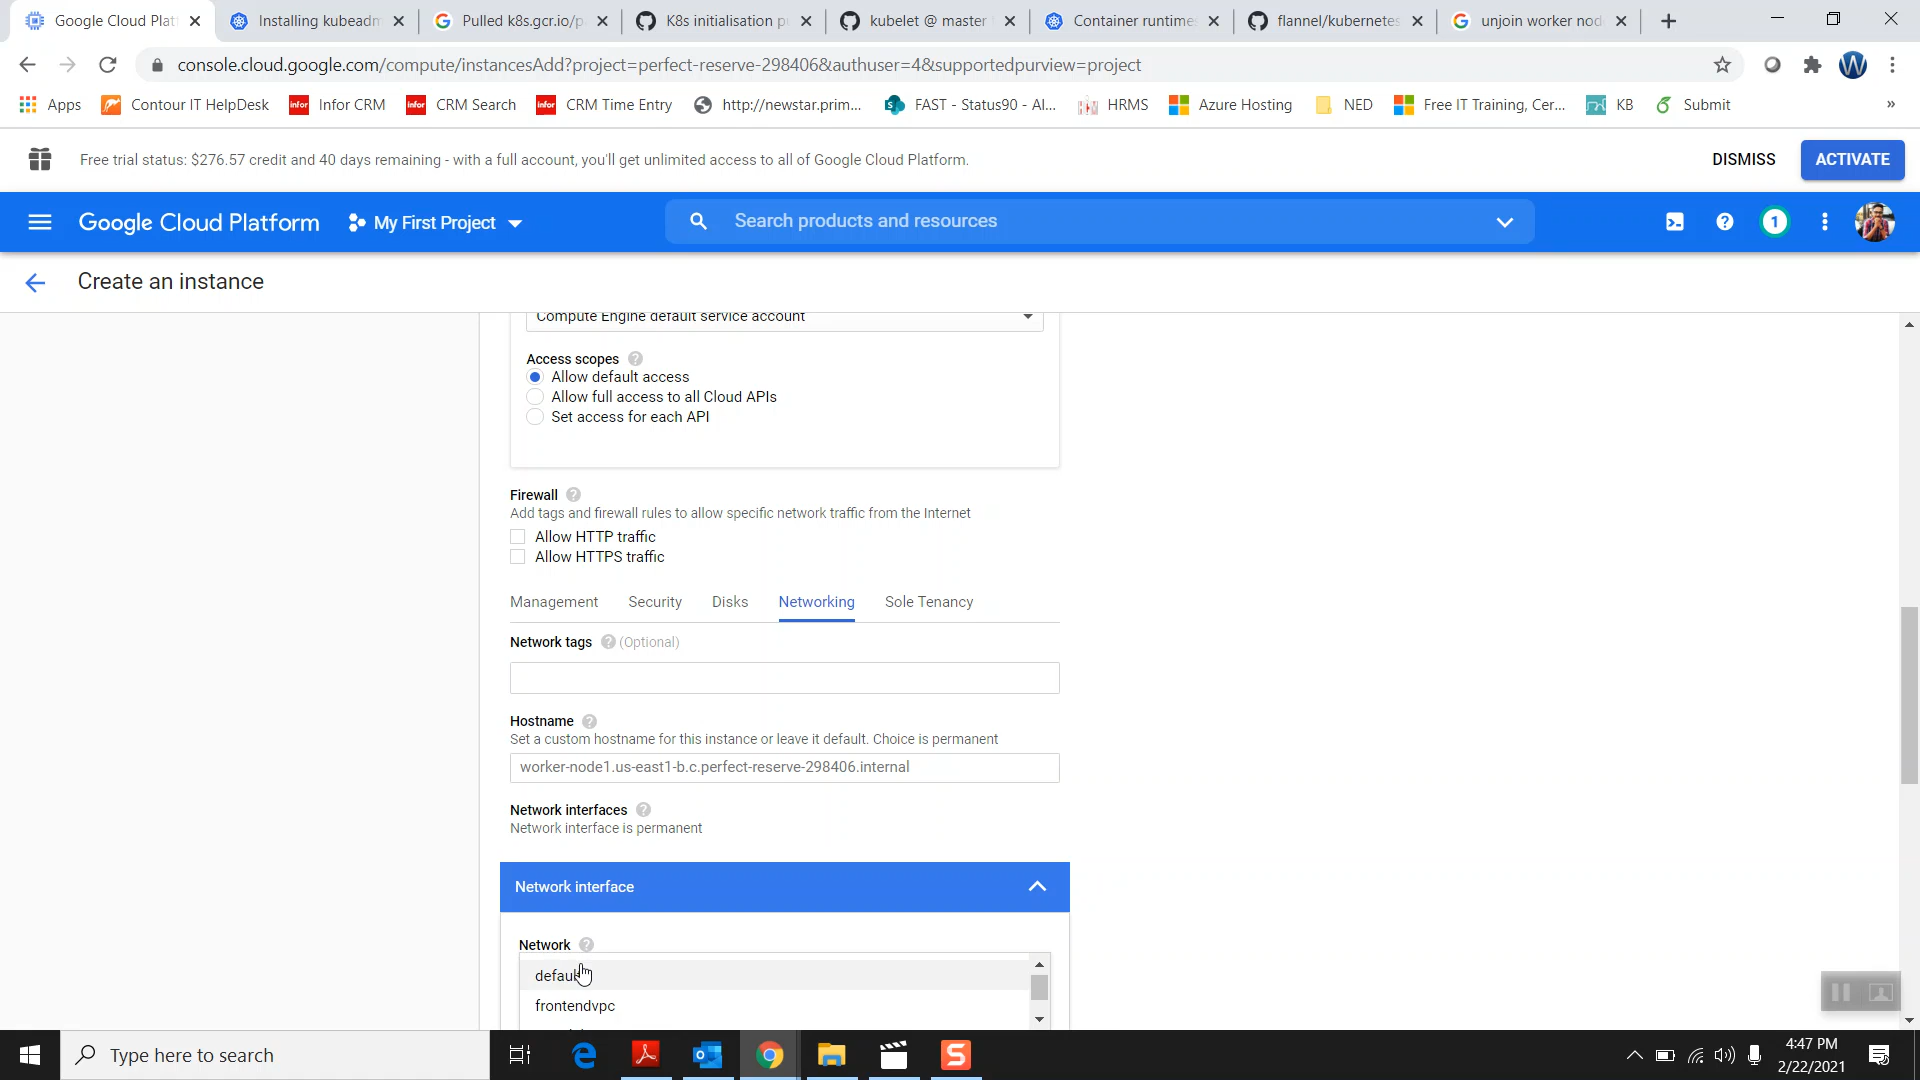 Google Cloud Plat
Installing kubeadm
Pulled k8s.gcr.io/p
K8s initialisation p
kubelet @ master
Container runtimes
flannel/kubernetes
unjoin worker nod
console.cloud.google.com/compute/instancesAdd?project=perfect-reserve-298406&authuser=4&supportedpurview=project
W
Apps
Contour IT HelpDesk
infor
Infor CRM
infor
CRM Search
infor
CRM Time Entry
http://newstar.prim...
FAST - Status90 - Al...
HRMS
Azure Hosting
NED
Free IT Training, Cer...
KB
Submit
»
Free trial status: $276.57 credit and 40 days remaining - with a full account, you'll get unlimited access to all of Google Cloud Platform.
DISMISS
ACTIVATE
Google Cloud Platform
My First Project
Search products and resources
1
Create an instance
Compute Engine default service account
Access scopes
Allow default access
Allow full access to all Cloud APIs
Set access for each API
Firewall
Add tags and firewall rules to allow specific network traffic from the Internet
Allow HTTP traffic
Allow HTTPS traffic
Management
Security
Disks
Networking
Sole Tenancy
Network tags (Optional)
Hostname
Set a custom hostname for this instance or leave it default. Choice is permanent
worker-node1.us-east1-b.c.perfect-reserve-298406.internal
Network interfaces
Network interface is permanent
Network interface
Network
default
frontendvpc
Type here to search
4:47 PM
2/22/2021